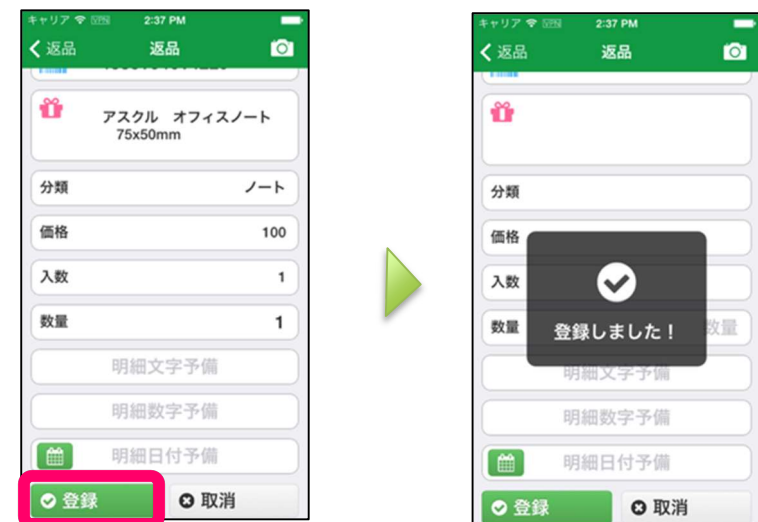 キャリア VPN 2:37 PM
返品 返品
アスクル オフィスノート
75x50mm
分類 ノート
価格 100
入数 1
数量 1
明細文字予備
明細数字予備
明細日付予備
登録 取消
キャリア VPN 2:37 PM
返品 返品
分類
価格
入数
数量 数量
登録しました！
明細文字予備
明細数字予備
明細日付予備
登録 取消